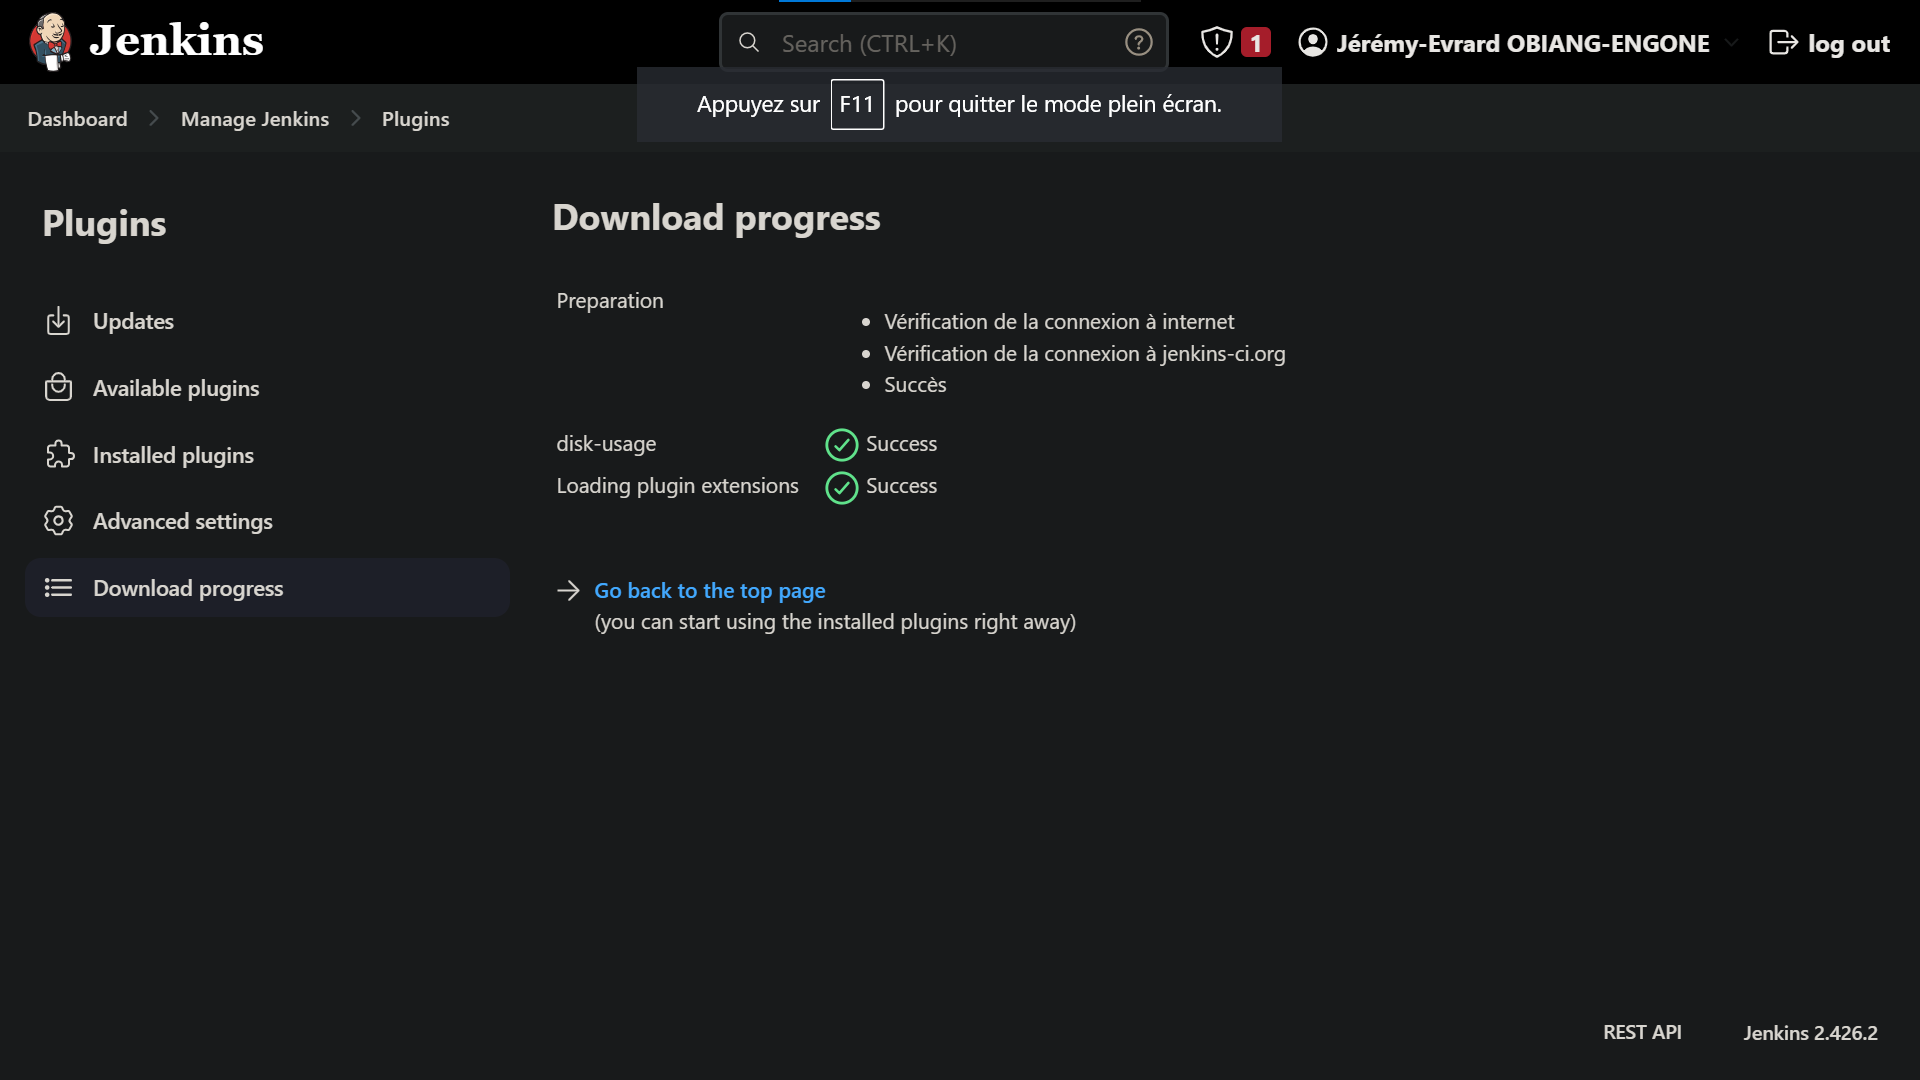 Jenkins
Search (CTRL+K)
1
Jérémy-Evrard OBIANG-ENGONE
log out
Appuyez sur F11 pour quitter le mode plein écran.
Dashboard
Manage Jenkins
Plugins
Plugins
Updates
Available plugins
Installed plugins
Advanced settings
Download progress
Download progress
Preparation
Vérification de la connexion à internet
Vérification de la connexion à jenkins-ci.org
Succès
disk-usage Success
Loading plugin extensions Success
Go back to the top page
(you can start using the installed plugins right away)
REST API
Jenkins 2.426.2